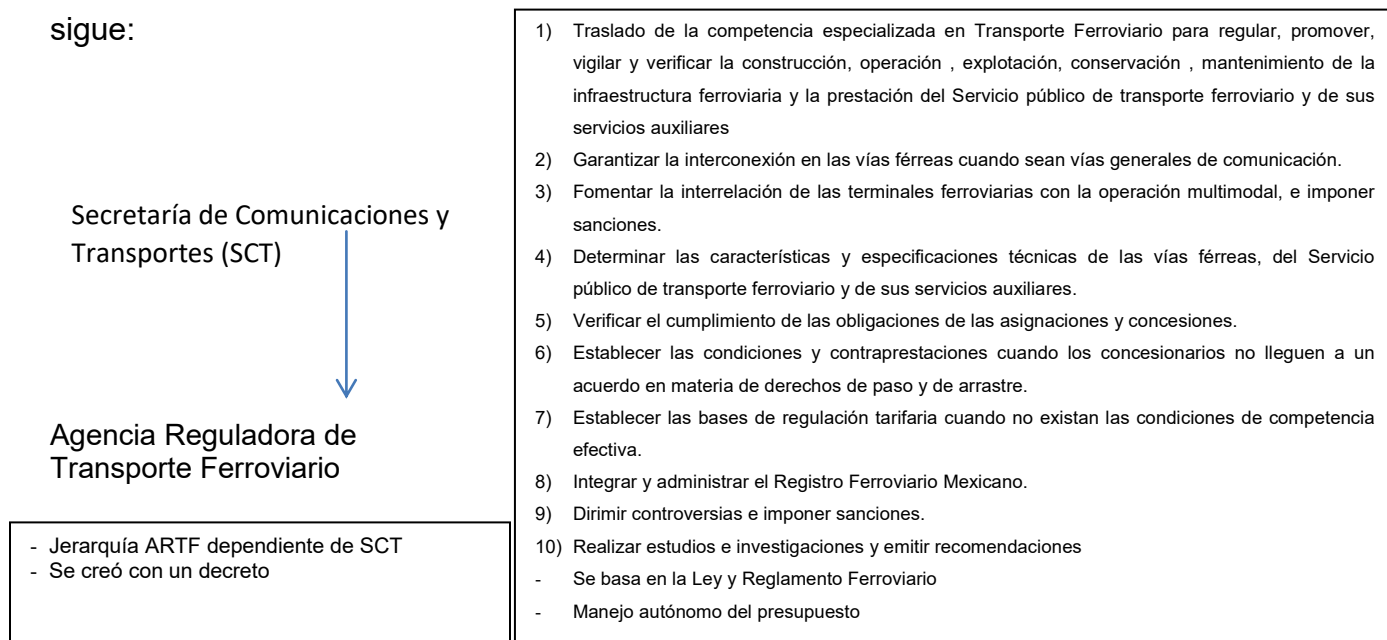 sigue:
Secretaría de Comunicaciones y
Transportes (SCT)
Agencia Reguladora de
Transporte Ferroviario
- Jerarquía ARTF dependiente de SCT
- Se creó con un decreto
1) Traslado de la competencia especializada en Transporte Ferroviario para regular, promover,
vigilar y verificar la construcción, operación , explotación, conservación , mantenimiento de la
infraestructura ferroviaria y la prestación del Servicio público de transporte ferroviario y de sus
servicios auxiliares
2) Garantizar la interconexión en las vías férreas cuando sean vías generales de comunicación.
3) Fomentar la interrelación de las terminales ferroviarias con la operación multimodal, e imponer
sanciones.
4) Determinar las características y especificaciones técnicas de las vías férreas, del Servicio
público de transporte ferroviario y de sus servicios auxiliares.
5) Verificar el cumplimiento de las obligaciones de las asignaciones y concesiones.
6) Establecer las condiciones y contraprestaciones cuando los concesionarios no lleguen a un
acuerdo en materia de derechos de paso y de arrastre.
7) Establecer las bases de regulación tarifaria cuando no existan las condiciones de competencia
efectiva.
8) Integrar y administrar el Registro Ferroviario Mexicano.
9) Dirimir controversias e imponer sanciones.
10) Realizar estudios e investigaciones y emitir recomendaciones
- Se basa en la Ley y Reglamento Ferroviario
- Manejo autónomo del presupuesto